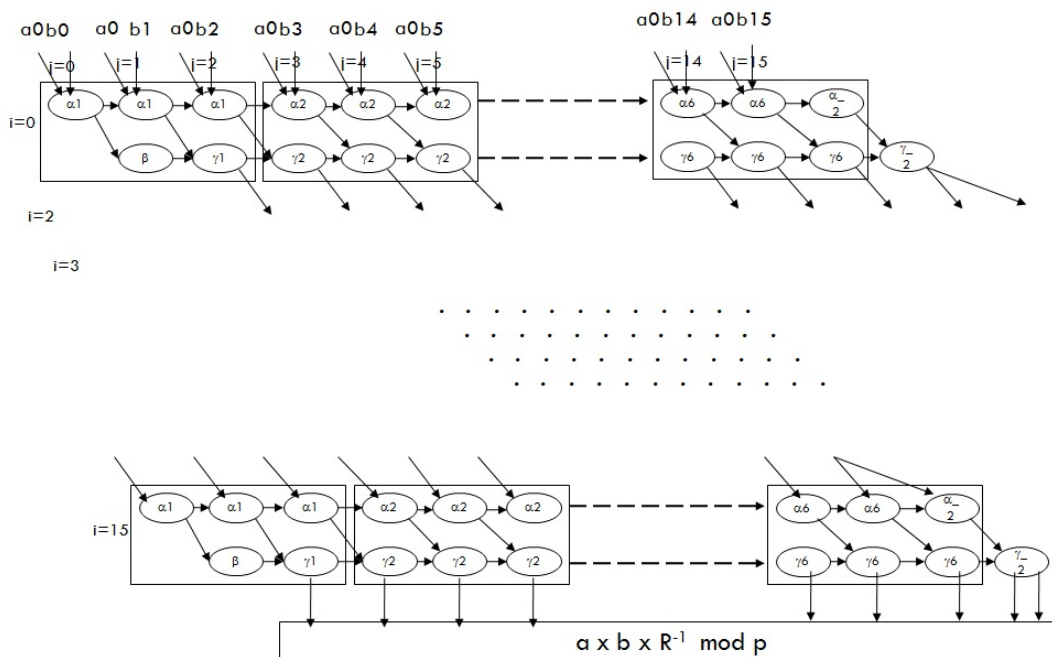 a0b0 a0 b1 a0b2 a0b3 a0b4 a0b5 a0b14 a0b15
j=0 j=1 j=2 j=3 j=4 j=5 j=14 j=15
α1 α1 α1 α2 α2 α2 α6 α6 α_2
i=0
β γ1 γ2 γ2 γ2 γ6 γ6 γ6 γ_2
i=2
i=3
α1 α1 α1 α2 α2 α2 α6 α6 α_2
i=15
β γ1 γ2 γ2 γ2 γ6 γ6 γ6 γ_2
a x b x R⁻¹ mod p